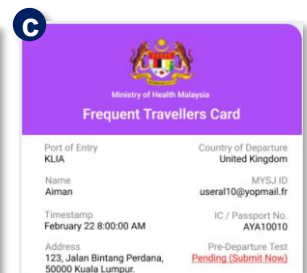 C
Ministry of Health Malaysia
Frequent Travellers Card
Port of Entry
KLIA
Country of Departure
United Kingdom
Name
Aiman
MYSJ ID
useral10@yopmail.fr
Timestamp
February 22 8:00:00 AM
IC / Passport No.
AYA10010
Address
123, Jalan Bintang Perdana,
50000 Kuala Lumpur.
Pre-Departure Test
Pending (Submit Now)